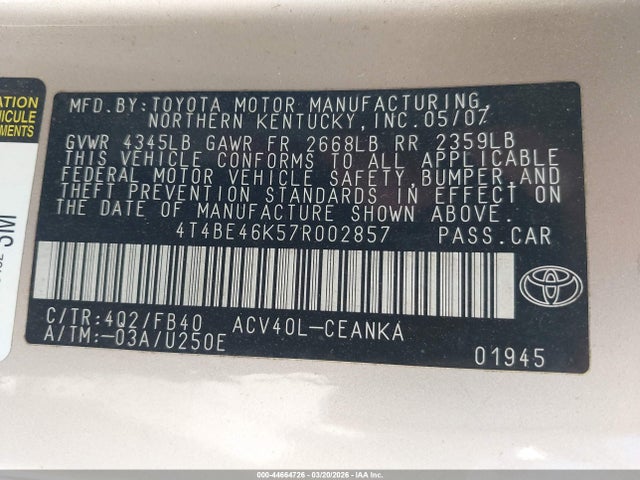 MFD. BY: TOYOTA MOTOR MANUFACTURING,
NORTHERN KENTUCKY, INC. 05/07
GVWR 4345LB GAWR FR 2668LB RR 2359LB
THIS VEHICLE CONFORMS TO ALL APPLICABLE
FEDERAL MOTOR VEHICLE SAFETY, BUMPER, AND
THEFT PREVENTION STANDARDS IN EFFECT ON
THE DATE OF MANUFACTURE SHOWN ABOVE.
4T4BE46K57R002857 PASS.CAR
C/TR: 4Q2/FB40 ACV40L-CEANKA
A/TM: -03A/U250E
01945
ATION
HICULE
EMENTS
3M
000-44664726 - 03/20/2026 - IAAI Inc.